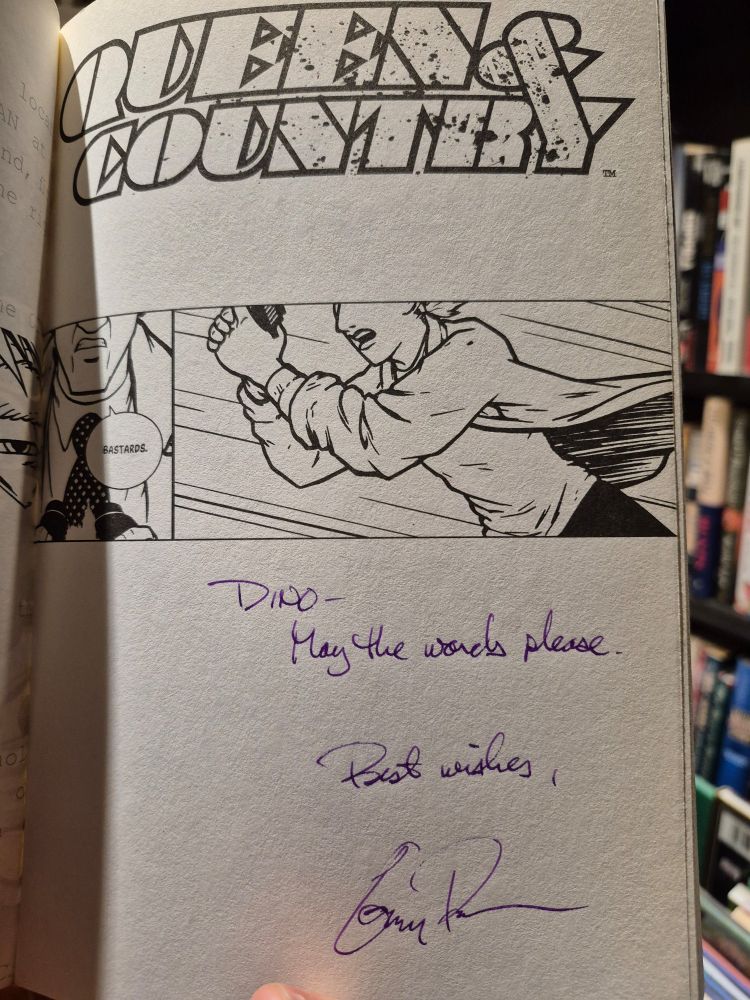 QUEEN &
COUNTRY
TM
BASTARDS.
DINO-
May the words please.
Best wishes,